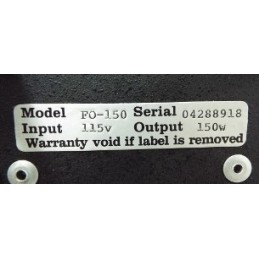 Model FO-150 Serial 04288918
Input 115v Output 150w
Warranty void if label is removed